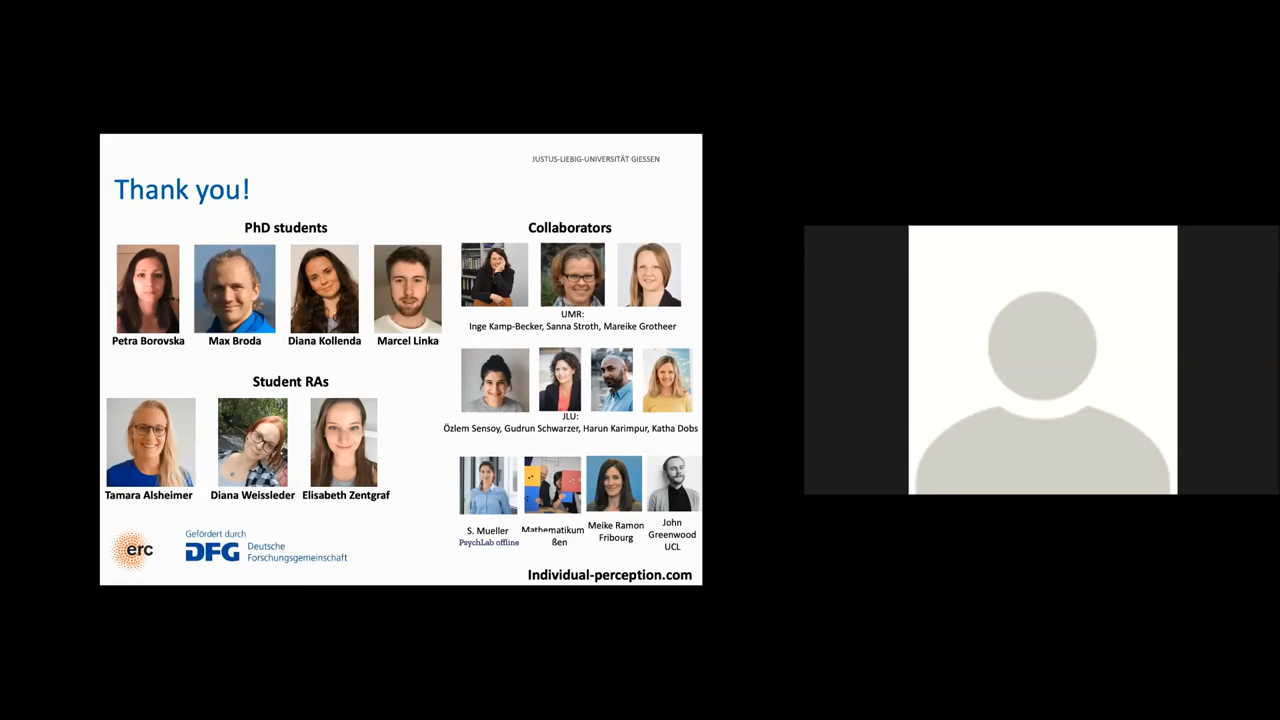 JUSTUS-LIEBIG-UNIVERSITÄT GIESSEN
Thank you!
PhD students
Petra Borovska
Max Broda
Diana Kollenda
Marcel Linka
Student RAs
Tamara Alsheimer
Diana Weissleder
Elisabeth Zentgraf
erc
Gefördert durch
DFG
Deutsche
Forschungsgemeinschaft
Collaborators
UMR:
Inge Kamp-Becker, Sanna Stroth, Mareike Grotheer
JLU:
Özlem Sensoy, Gudrun Schwarzer, Harun Karimpur, Katha Dobs
S. Mueller
PsychLab offline
Mathematikum
ßen
Meike Ramon
Fribourg
John
Greenwood
UCL
Individual-perception.com